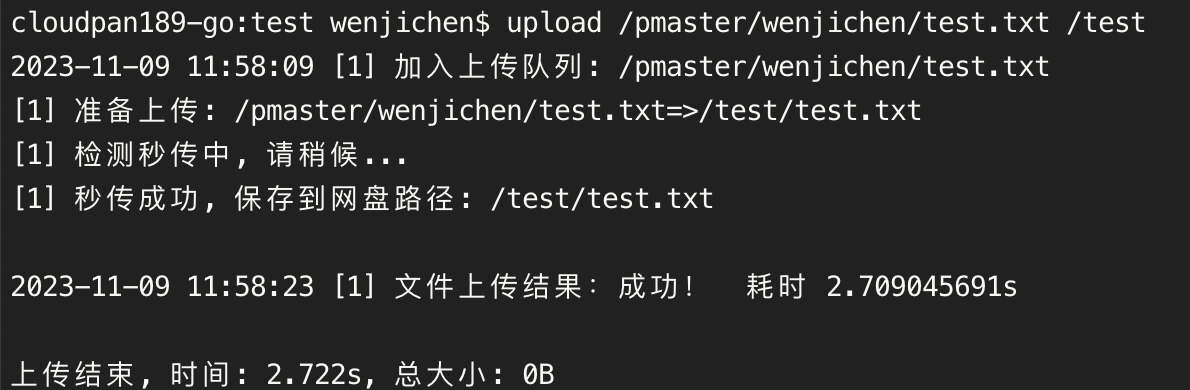 cloudpan189-go:test wenjichen$ upload /pmaster/wenjichen/test.txt /test
2023-11-09 11:58:09 [1] 加入上传队列: /pmaster/wenjichen/test.txt
[1] 准备上传: /pmaster/wenjichen/test.txt=>/test/test.txt
[1] 检测秒传中, 请稍候...
[1] 秒传成功, 保存到网盘路径: /test/test.txt
2023-11-09 11:58:23 [1] 文件上传结果：成功！ 耗时 2.709045691s
上传结束, 时间: 2.722s, 总大小: 0B